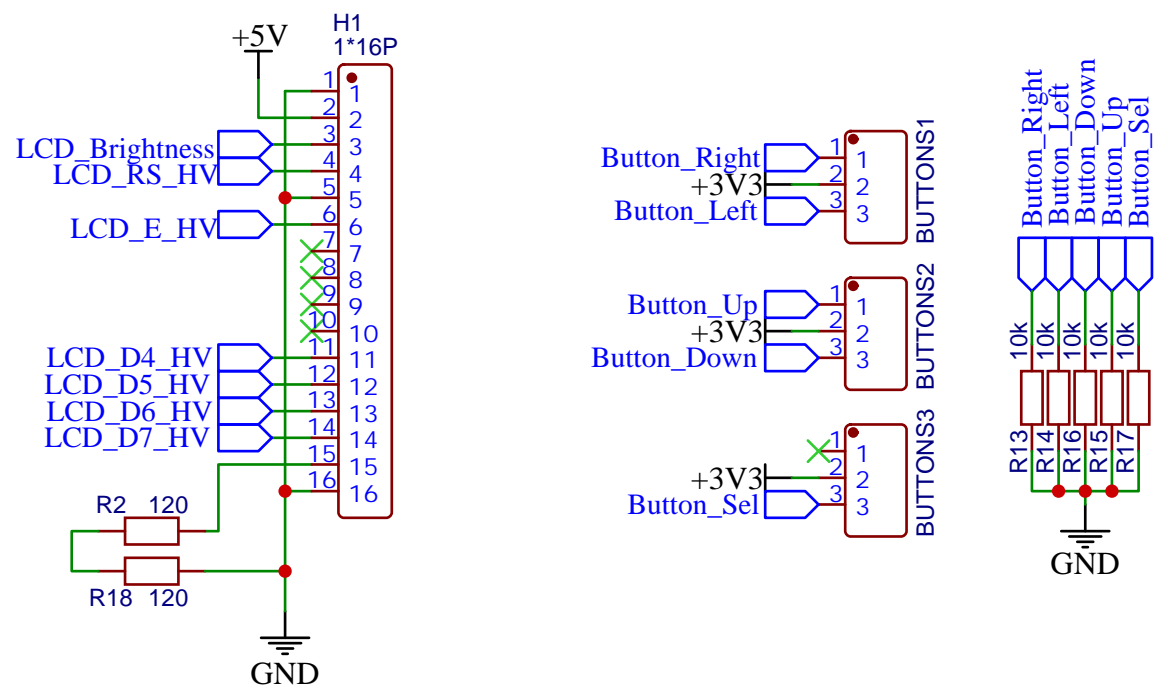 H1
1*16P
+5V
1 1
2 2
LCD_Brightness 3 3
LCD_RS_HV 4 4
5 5
LCD_E_HV 6 6
7 7
8 8
9 9
10 10
LCD_D4_HV 11 11
LCD_D5_HV 12 12
LCD_D6_HV 13 13
LCD_D7_HV 14 14
15 15
16 16
R2 120
R18 120
GND
BUTTONS1
Button_Right 1 1
+3V3 2 2
Button_Left 3 3
BUTTONS2
Button_Up 1 1
+3V3 2 2
Button_Down 3 3
BUTTONS3
1 1
+3V3 2 2
Button_Sel 3 3
Button_Right
Button_Left
Button_Down
Button_Up
Button_Sel
10k
10k
10k
10k
10k
R13
R14
R16
R15
R17
GND